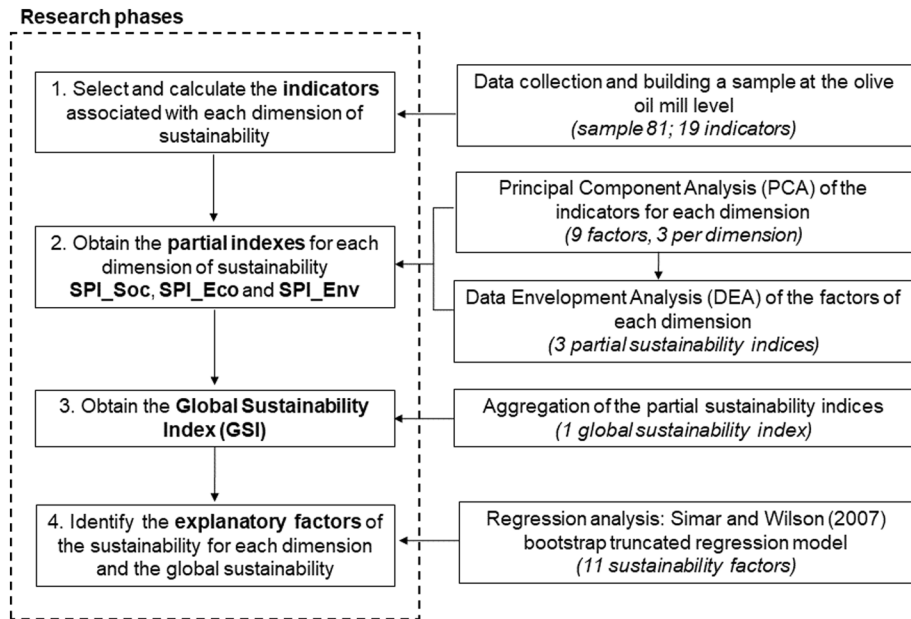 Research phases
1. Select and calculate the indicators
associated with each dimension of
sustainability
Data collection and building a sample at the olive
oil mill level
(sample 81; 19 indicators)
2. Obtain the partial indexes for each
dimension of sustainability
SPI_Soc, SPI_Eco and SPI_Env
Principal Component Analysis (PCA) of the
indicators for each dimension
(9 factors, 3 per dimension)
Data Envelopment Analysis (DEA) of the factors of
each dimension
(3 partial sustainability indices)
3. Obtain the Global Sustainability
Index (GSI)
Aggregation of the partial sustainability indices
(1 global sustainability index)
4. Identify the explanatory factors of
the sustainability for each dimension
and the global sustainability
Regression analysis: Simar and Wilson (2007)
bootstrap truncated regression model
(11 sustainability factors)